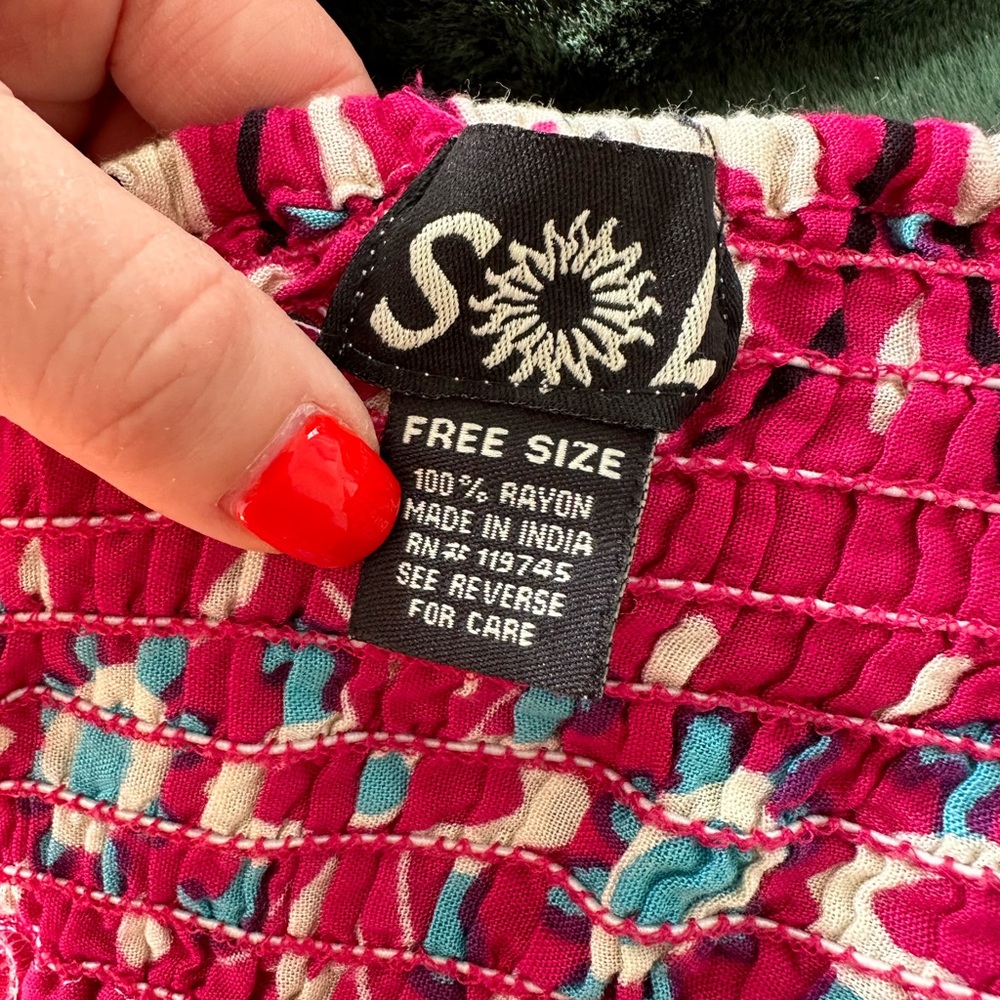 SOL
FREE SIZE
100% RAYON
MADE IN INDIA
RN# 119745
SEE REVERSE
FOR CARE